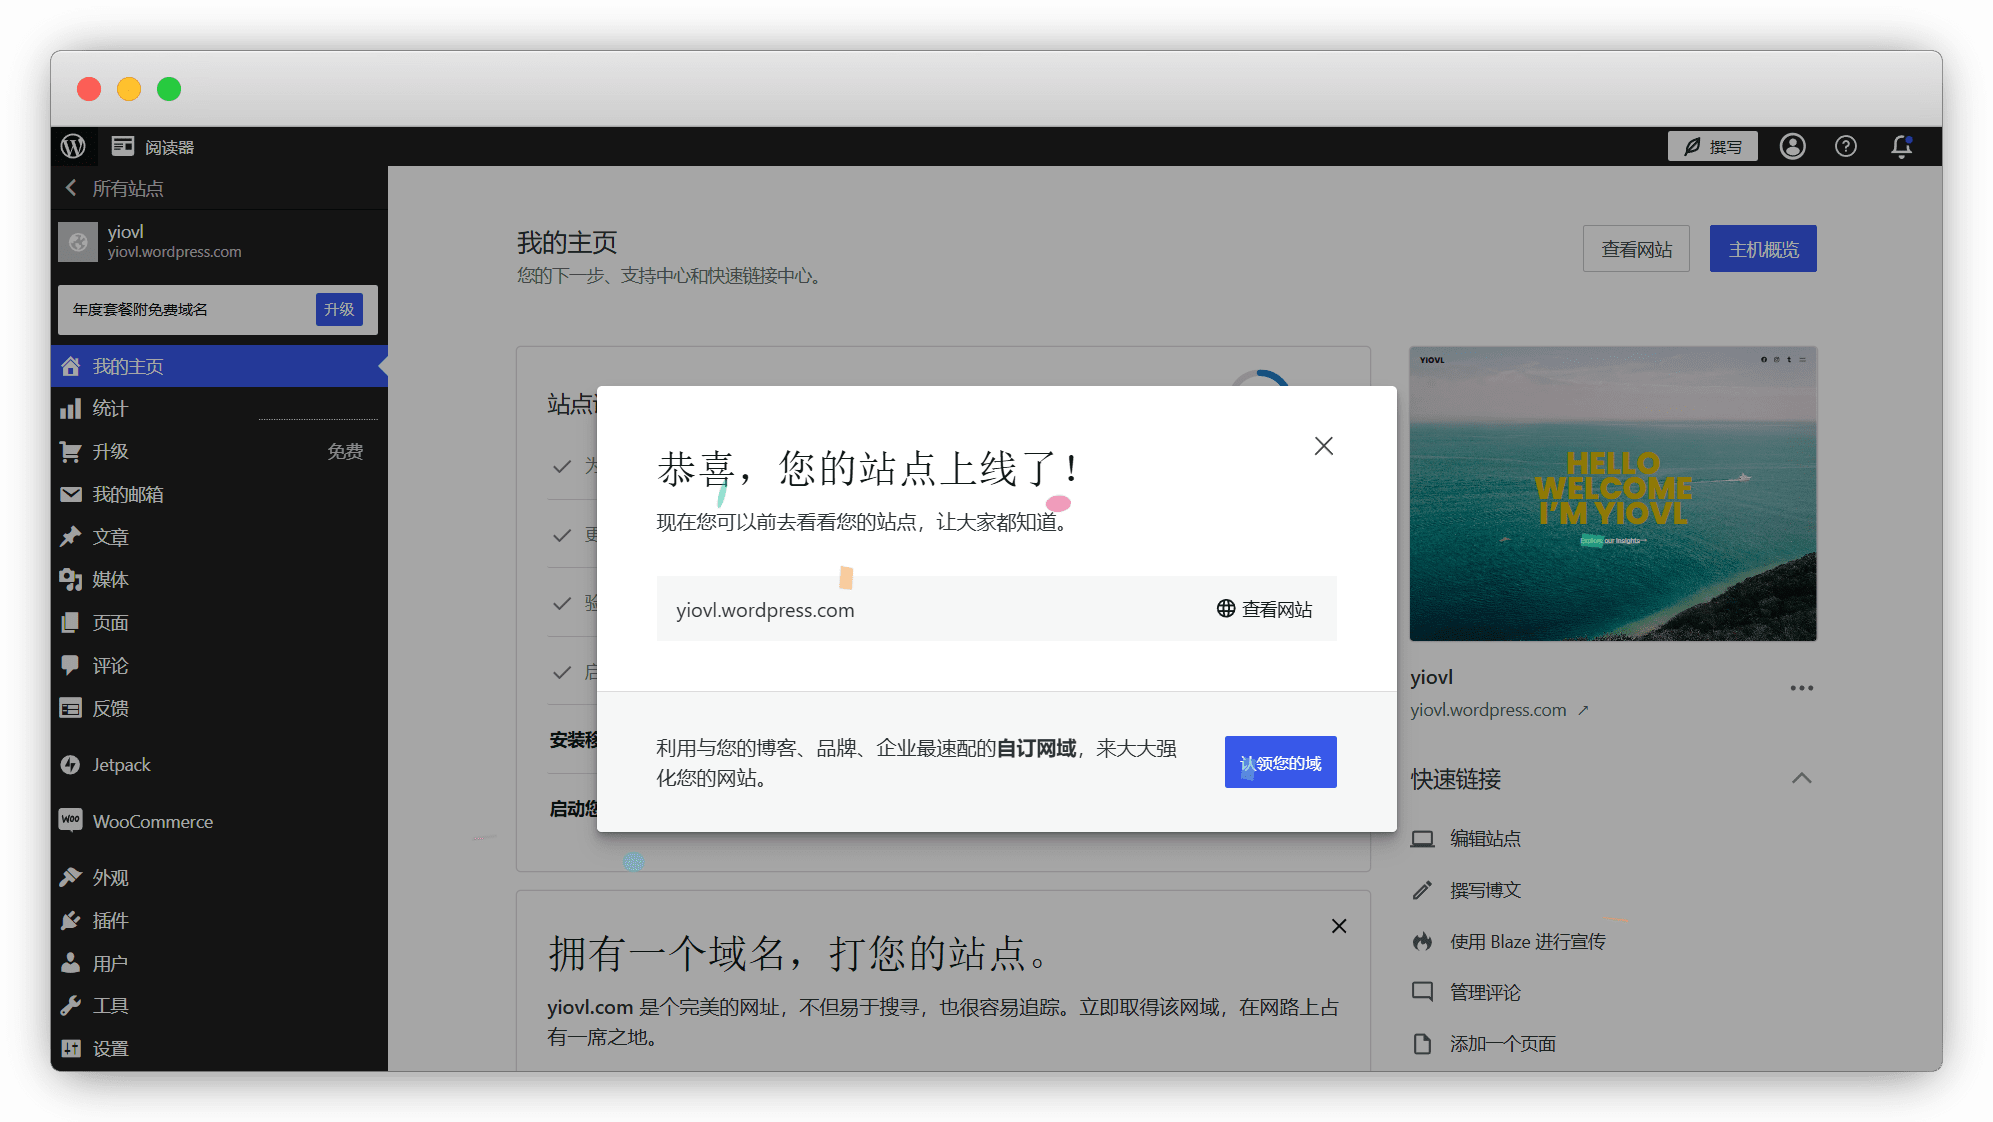 阅读器
撰写
所有站点
yiovl
yiovl.wordpress.com
年度套餐附免费域名
升级
我的主页
统计
升级
免费
我的邮箱
文章
媒体
页面
评论
反馈
Jetpack
WooCommerce
外观
插件
用户
工具
设置
我的主页
您的下一步、支持中心和快速链接中心。
查看网站
主机概览
站点
为
更
验
启
安装移
启动您
恭喜，您的站点上线了！
现在您可以前去看看您的站点，让大家都知道。
yiovl.wordpress.com
查看网站
利用与您的博客、品牌、企业最速配的自订网域，来大大强
化您的网站。
认领您的域
拥有一个域名，打您的站点。
yiovl.com 是个完美的网址，不但易于搜寻，也很容易追踪。立即取得该网域，在网路上占
有一席之地。
YIOVL
HELLO
WELCOME
I'M YIOVL
Explore our insights→
yiovl
yiovl.wordpress.com ↗
快速链接
编辑站点
撰写博文
使用 Blaze 进行宣传
管理评论
添加一个页面